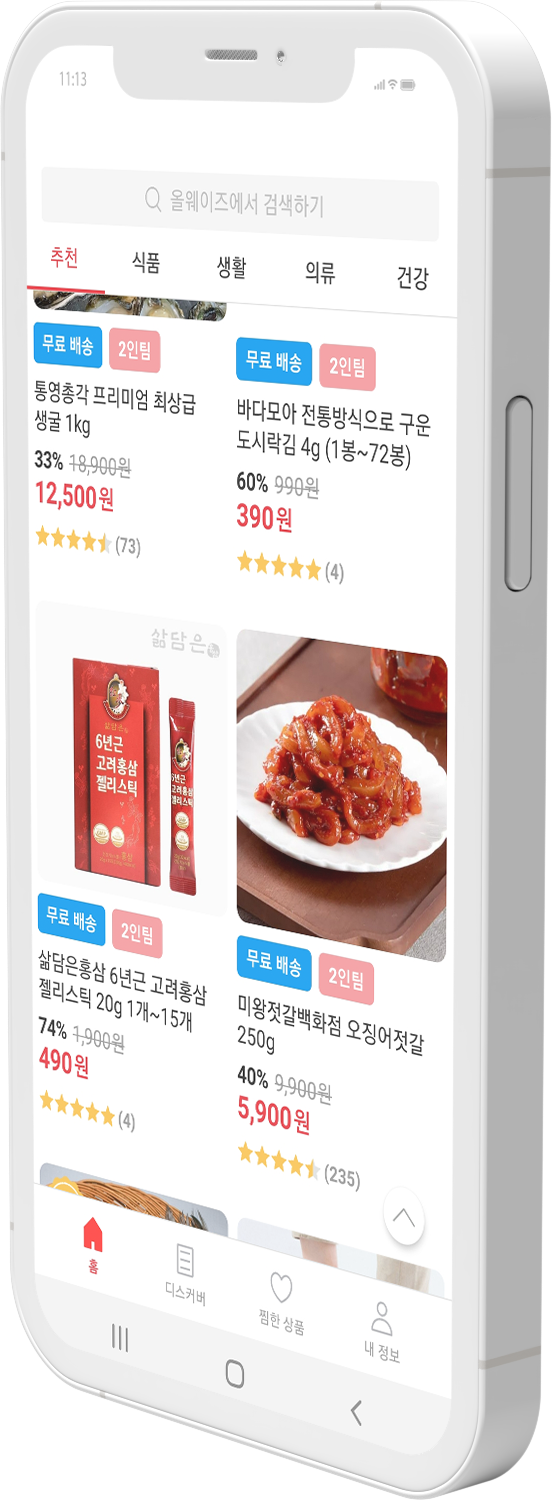 11:13
올웨이즈에서 검색하기
추천
식품
생활
의류
건강
무료 배송
2인팀
통영총각 프리미엄 최상급
생굴 1kg
33% 18,900원
12,500원
(73)
무료 배송
2인팀
바다모아 전통방식으로 구운
도시락김 4g (1봉~72봉)
60% 990원
390원
(4)
삶담은
삶담은
6년근
고려홍삼
젤리스틱
6년근
고려홍삼
젤리스틱
무료 배송
2인팀
삶담은홍삼 6년근 고려홍삼
젤리스틱 20g 1개~15개
74% 1,900원
490원
(4)
무료 배송
2인팀
미왕젓갈백화점 오징어젓갈
250g
40% 9,900원
5,900원
(235)
홈
디스커버
찜한 상품
내 정보